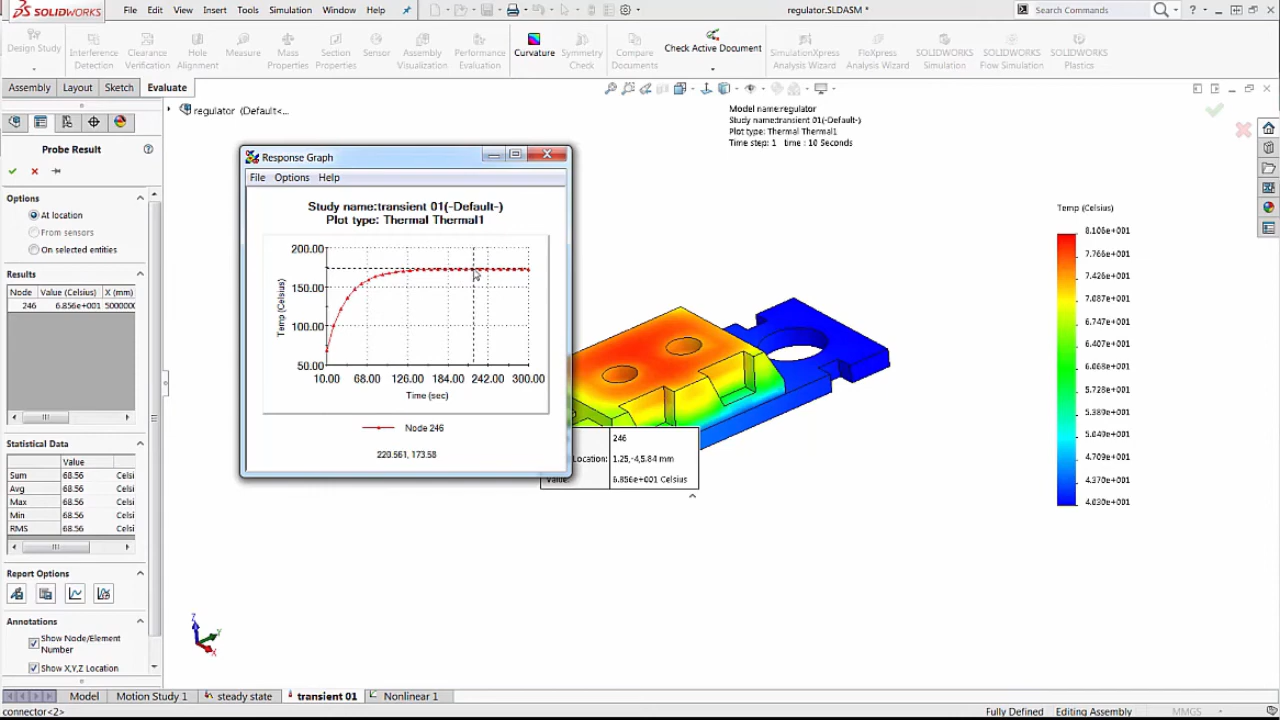 SOLIDWORKS File Edit View Insert Tools Simulation Window Help regulator.SLDASM * Search Commands
Design Study
Interference Detection
Clearance Verification
Hole Alignment
Measure
Mass Properties
Section Properties
Sensor
Assembly Visualization
Performance Evaluation
Curvature
Symmetry Check
Compare Documents
Check Active Document
SimulationXpress Analysis Wizard
FloXpress Analysis Wizard
SOLIDWORKS Simulation
SOLIDWORKS Flow Simulation
SOLIDWORKS Plastics
Assembly Layout Sketch Evaluate
regulator (Default<...
Model name:regulator
Study name:transient 01(-Default-)
Plot type: Thermal Thermal1
Time step: 1 time : 10 Seconds
Probe Result
Options
At location
From sensors
On selected entities
Results
Node Value (Celsius) X (mm)
246 6.856e+001 5000000
Statistical Data
Value
Sum 68.56 Celsi
Avg 68.56 Celsi
Max 68.56 Celsi
Min 68.56 Celsi
RMS 68.56 Celsi
Report Options
Annotations
Show Node/Element Number
Show X,Y,Z Location
Response Graph
File Options Help
Study name:transient 01(-Default-)
Plot type: Thermal Thermal1
Temp (Celsius)
200.00
150.00
100.00
50.00
10.00 68.00 126.00 184.00 242.00 300.00
Time (sec)
Node 246
220.561, 173.58
246
Location: 1.25,-4,5.84 mm
Value: 6.856e+001 Celsius
Temp (Celsius)
8.106e+001
7.766e+001
7.426e+001
7.087e+001
6.747e+001
6.407e+001
6.068e+001
5.728e+001
5.389e+001
5.049e+001
4.709e+001
4.370e+001
4.030e+001
Z
Y
X
Model Motion Study 1 steady state transient 01 Nonlinear 1
connector<2> Fully Defined Editing Assembly MMGS